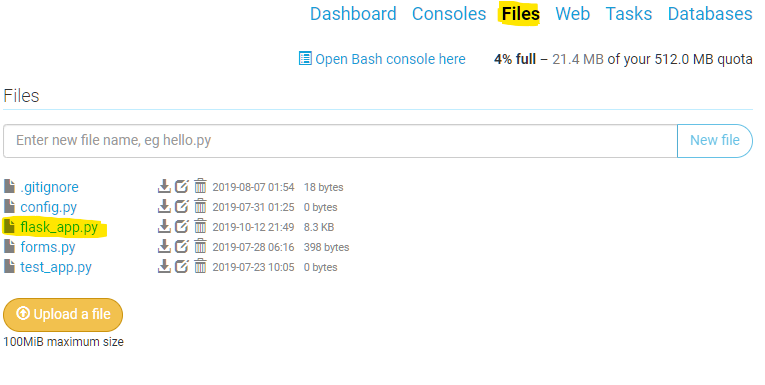 Dashboard Consoles Files Web Tasks Databases
Open Bash console here 4% full – 21.4 MB of your 512.0 MB quota
Files
Enter new file name, eg hello.py New file
.gitignore 2019-08-07 01:54 18 bytes
config.py 2019-07-31 01:25 0 bytes
flask_app.py 2019-10-12 21:49 8.3 KB
forms.py 2019-07-28 06:16 398 bytes
test_app.py 2019-07-23 10:05 0 bytes
Upload a file
100MiB maximum size